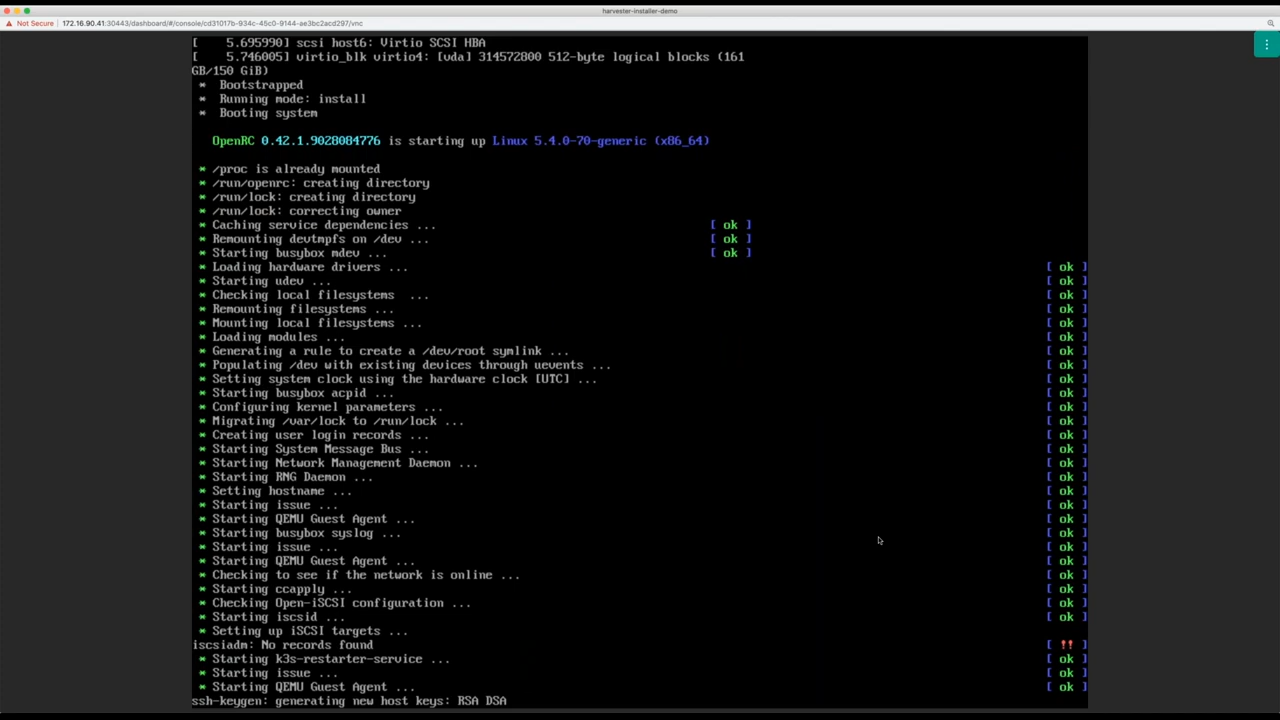 harvester-installer-demo
Not Secure 172.16.90.41:30443/dashboard/#/console/cd31017b-934c-45c0-9144-ae3bc2acd297/vnc
[    5.695990] scsi host6: Virtio SCSI HBA
[    5.746005] virtio_blk virtio4: [vda] 314572800 512-byte logical blocks (161
GB/150 GiB)
 *  Bootstrapped
 *  Running mode: install
 *  Booting system
OpenRC 0.42.1.9028084776 is starting up Linux 5.4.0-70-generic (x86_64)
 * /proc is already mounted
 * /run/openrc: creating directory
 * /run/lock: creating directory
 * /run/lock: correcting owner
 * Caching service dependencies ... [ ok ]
 * Remounting devtmpfs on /dev ... [ ok ]
 * Starting busybox mdev ... [ ok ]
 * Loading hardware drivers ... [ ok ]
 * Starting udev ... [ ok ]
 * Checking local filesystems  ... [ ok ]
 * Remounting filesystems ... [ ok ]
 * Mounting local filesystems ... [ ok ]
 * Loading modules ... [ ok ]
 * Generating a rule to create a /dev/root symlink ... [ ok ]
 * Populating /dev with existing devices through uevents ... [ ok ]
 * Setting system clock using the hardware clock [UTC] ... [ ok ]
 * Starting busybox acpid ... [ ok ]
 * Configuring kernel parameters ... [ ok ]
 * Migrating /var/lock to /run/lock ... [ ok ]
 * Creating user login records ... [ ok ]
 * Starting System Message Bus ... [ ok ]
 * Starting Network Management Daemon ... [ ok ]
 * Starting RNG Daemon ... [ ok ]
 * Setting hostname ... [ ok ]
 * Starting issue ... [ ok ]
 * Starting QEMU Guest Agent ... [ ok ]
 * Starting busybox syslog ... [ ok ]
 * Starting issue ... [ ok ]
 * Starting QEMU Guest Agent ... [ ok ]
 * Checking to see if the network is online ... [ ok ]
 * Starting ccapply ... [ ok ]
 * Checking Open-iSCSI configuration ... [ ok ]
 * Starting iscsid ... [ ok ]
 * Setting up iSCSI targets ...
iscsiadm: No records found [ !! ]
 * Starting k3s-restarter-service ... [ ok ]
 * Starting issue ... [ ok ]
 * Starting QEMU Guest Agent ... [ ok ]
ssh-keygen: generating new host keys: RSA DSA